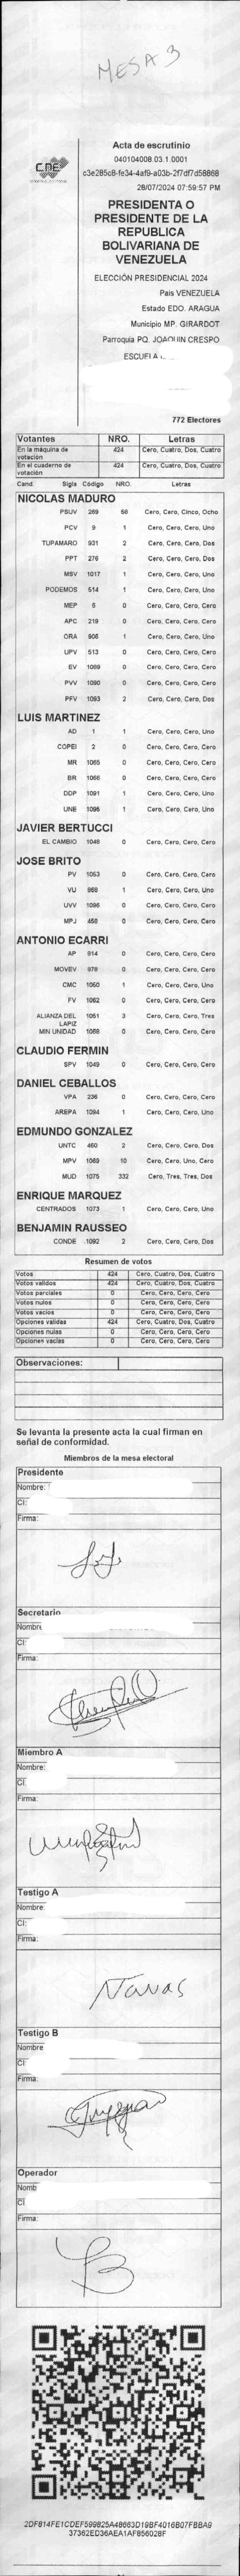 MESA 3
CNE
Acta de escrutinio
040104008.03.1.0001
c3e285c8-fe34-4af9-a03b-2f7df7d58868
28/07/2024 07:59:57 PM
PRESIDENTA O
PRESIDENTE DE LA
REPUBLICA
BOLIVARIANA DE
VENEZUELA
ELECCIÓN PRESIDENCIAL 2024
Pais VENEZUELA
Estado EDO. ARAGUA
Municipio MP. GIRARDOT
Parroquia PQ. JOAQUIN CRESPO
ESCUELA
772 Electores
Votantes NRO. Letras
En la máquina de votación 424 Cero, Cuatro, Dos, Cuatro
En el cuaderno de votación 424 Cero, Cuatro, Dos, Cuatro
Cand. Sigla Código NRO. Letras
NICOLAS MADURO
PSUV 269 58 Cero, Cero, Cinco, Ocho
PCV 9 1 Cero, Cero, Cero, Uno
TUPAMARO 931 2 Cero, Cero, Cero, Dos
PPT 276 2 Cero, Cero, Cero, Dos
MSV 1017 1 Cero, Cero, Cero, Uno
PODEMOS 514 1 Cero, Cero, Cero, Uno
MEP 6 0 Cero, Cero, Cero, Cero
APC 219 0 Cero, Cero, Cero, Cero
ORA 908 1 Cero, Cero, Cero, Uno
UPV 513 0 Cero, Cero, Cero, Cero
EV 1089 0 Cero, Cero, Cero, Cero
PVV 1090 0 Cero, Cero, Cero, Cero
PFV 1093 2 Cero, Cero, Cero, Dos
LUIS MARTINEZ
AD 1 1 Cero, Cero, Cero, Uno
COPEI 2 0 Cero, Cero, Cero, Cero
MR 1065 0 Cero, Cero, Cero, Cero
BR 1066 0 Cero, Cero, Cero, Cero
DDP 1091 1 Cero, Cero, Cero, Uno
UNE 1095 1 Cero, Cero, Cero, Uno
JAVIER BERTUCCI
EL CAMBIO 1048 0 Cero, Cero, Cero, Cero
JOSE BRITO
PV 1053 0 Cero, Cero, Cero, Cero
VU 868 1 Cero, Cero, Cero, Uno
UVV 1096 0 Cero, Cero, Cero, Cero
MPJ 458 0 Cero, Cero, Cero, Cero
ANTONIO ECARRI
AP 914 0 Cero, Cero, Cero, Cero
MOVEV 978 0 Cero, Cero, Cero, Cero
CMC 1050 1 Cero, Cero, Cero, Uno
FV 1062 0 Cero, Cero, Cero, Cero
ALIANZA DEL LAPIZ 1051 3 Cero, Cero, Cero, Tres
MIN UNIDAD 1088 0 Cero, Cero, Cero, Cero
CLAUDIO FERMIN
SPV 1049 0 Cero, Cero, Cero, Cero
DANIEL CEBALLOS
VPA 236 0 Cero, Cero, Cero, Cero
AREPA 1094 1 Cero, Cero, Cero, Uno
EDMUNDO GONZALEZ
UNTC 460 2 Cero, Cero, Cero, Dos
MPV 1069 10 Cero, Cero, Uno, Cero
MUD 1075 332 Cero, Tres, Tres, Dos
ENRIQUE MARQUEZ
CENTRADOS 1073 1 Cero, Cero, Cero, Uno
BENJAMIN RAUSSEO
CONDE 1092 2 Cero, Cero, Cero, Dos
Resumen de votos
Votos 424 Cero, Cuatro, Dos, Cuatro
Votos validos 424 Cero, Cuatro, Dos, Cuatro
Votos parciales 0 Cero, Cero, Cero, Cero
Votos nulos 0 Cero, Cero, Cero, Cero
Votos vacios 0 Cero, Cero, Cero, Cero
Opciones validas 424 Cero, Cuatro, Dos, Cuatro
Opciones nulas 0 Cero, Cero, Cero, Cero
Opciones vacias 0 Cero, Cero, Cero, Cero
Observaciones:
Se levanta la presente acta la cual firman en
señal de conformidad.
Miembros de la mesa electoral
Presidente
Nombre:
CI:
Firma:
Secretario
Nombre
CI:
Firma:
Miembro A
Nombre:
CI:
Firma:
Testigo A
Nombre:
CI:
Firma:
Navas
Testigo B
Nombre
CI:
Firma:
Operador
Nomb
CI:
Firma:
2DF814FE1CDEF599825A48663D19BF4016B07FBBA9
37362ED36AEA1AF856028F